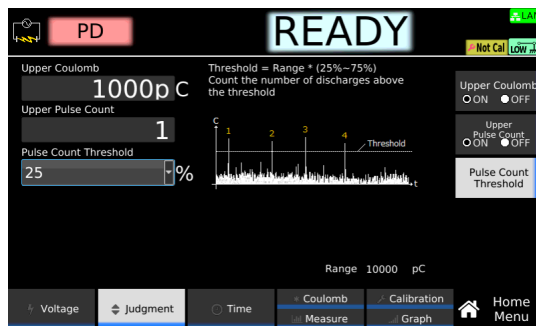 PD
READY
LAN
Not Cal
LOW
Upper Coulomb
1000p C
Upper Pulse Count
1
Pulse Count Threshold
25 %
Threshold = Range * (25%~75%)
Count the number of discharges above
the threshold
C
1 2 3 4
Threshold
t
Range 10000 pC
Upper Coulomb
ON OFF
Upper
Pulse Count
ON OFF
Pulse Count
Threshold
Voltage
Judgment
Time
Coulomb
Measure
Calibration
Graph
Home
Menu